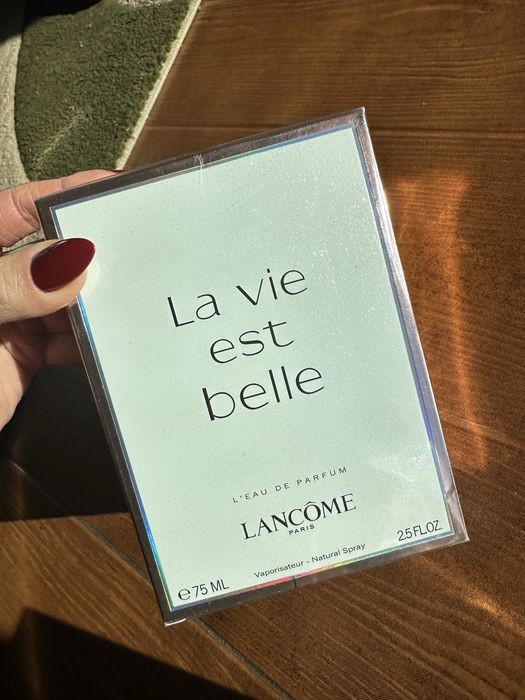 La vie
est
belle
L'EAU DE PARFUM
LANCÔME
PARIS
Vaporisateur - Natural Spray
℮75 ML
2.5 FL.OZ.